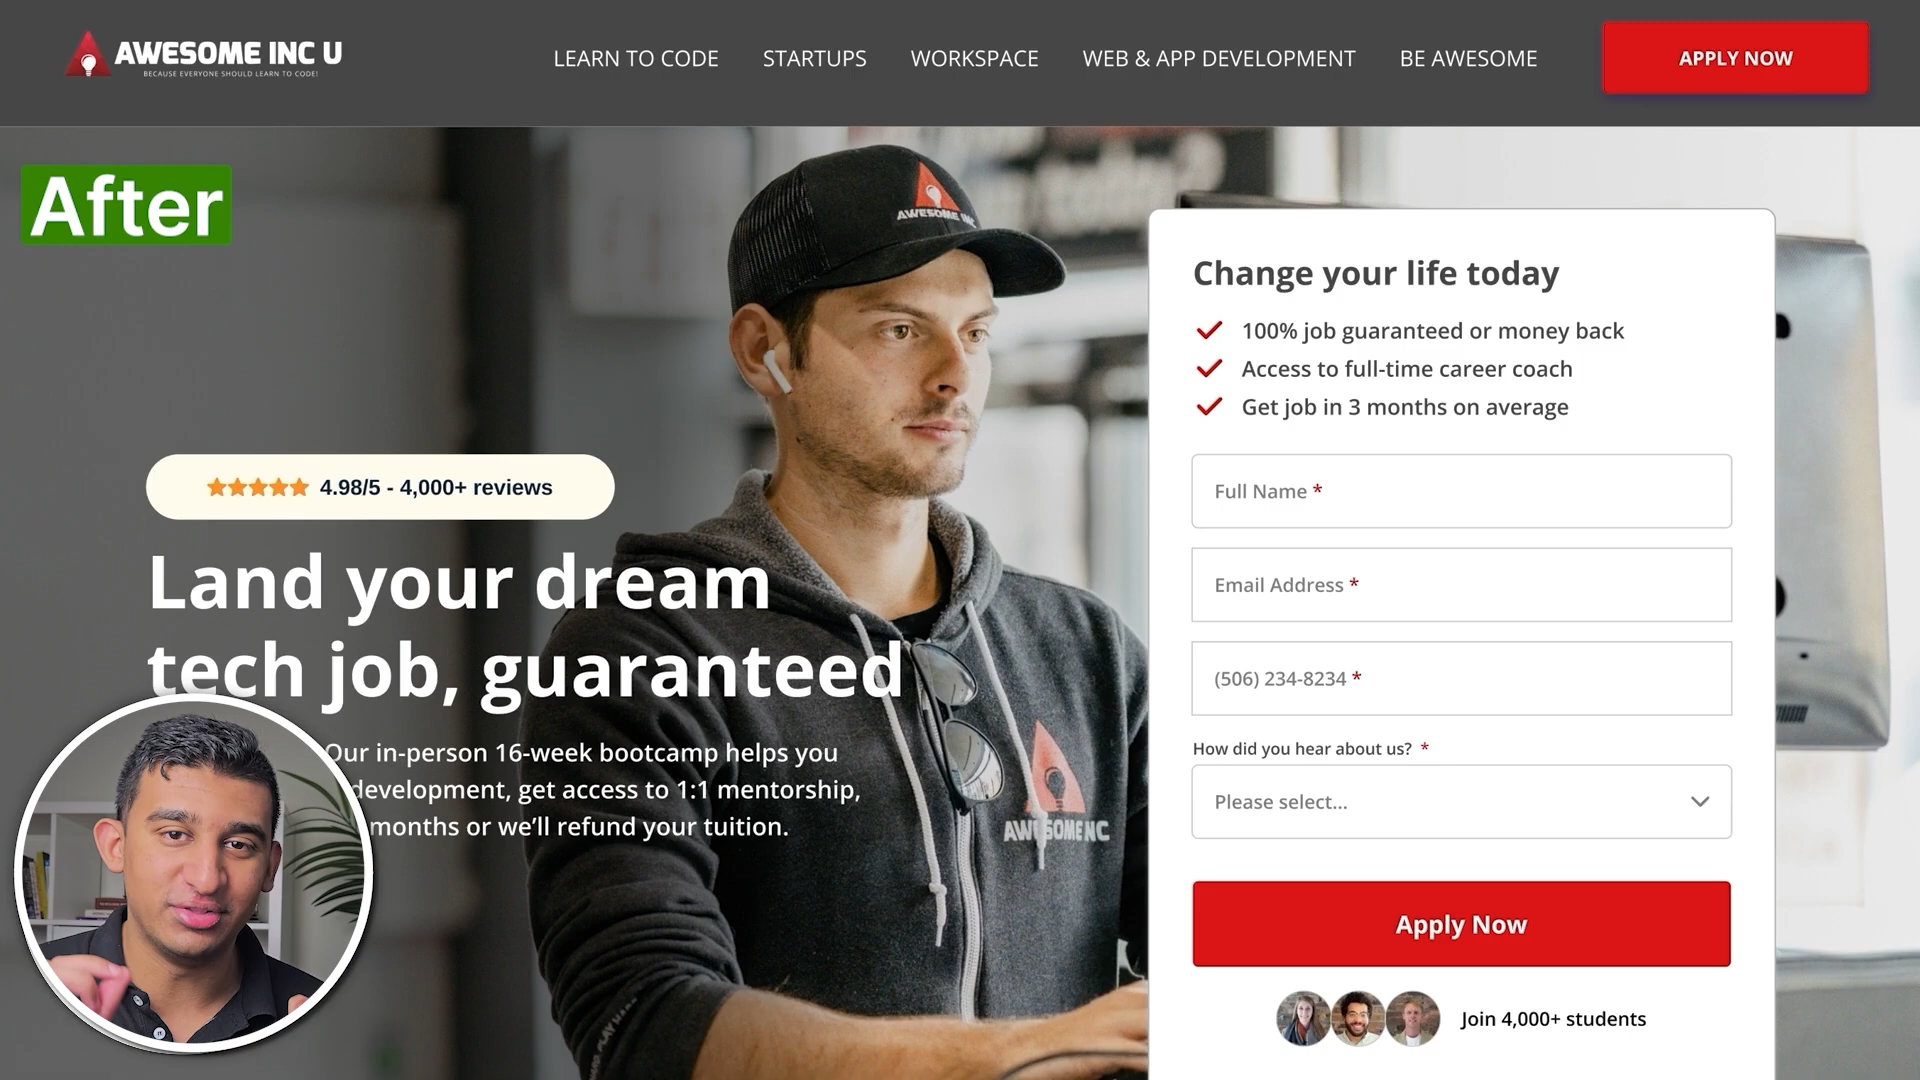 AWESOME INC U
BECAUSE EVERYONE SHOULD LEARN TO CODE!
LEARN TO CODE
STARTUPS
WORKSPACE
WEB & APP DEVELOPMENT
BE AWESOME
APPLY NOW
After
AWESOME INC
4.98/5 - 4,000+ reviews
Land your dream
tech job, guaranteed
Our in-person 16-week bootcamp helps you
development, get access to 1:1 mentorship,
months or we’ll refund your tuition.
AWESOME INC
Change your life today
100% job guaranteed or money back
Access to full-time career coach
Get job in 3 months on average
Full Name *
Email Address *
(506) 234-8234 *
How did you hear about us? *
Please select...
Apply Now
Join 4,000+ students